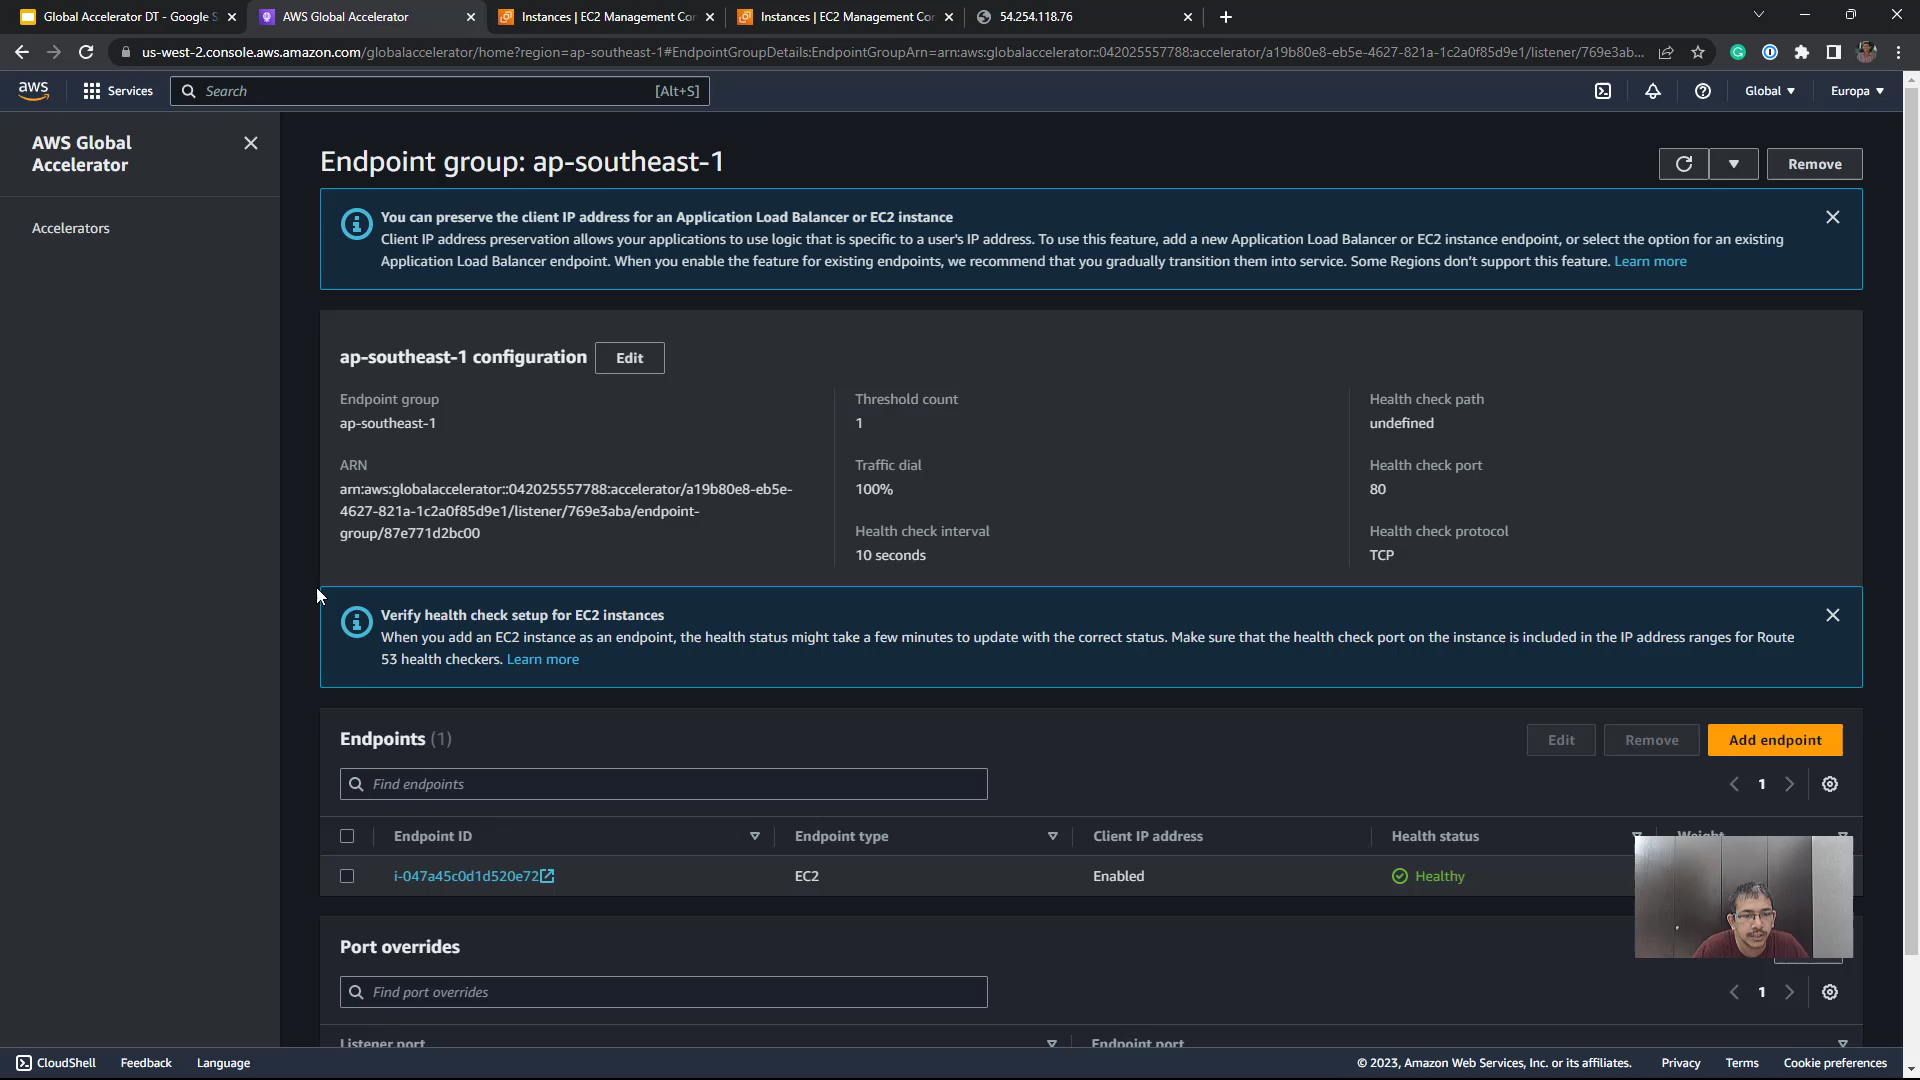 Global Accelerator DT - Google S
AWS Global Accelerator
Instances | EC2 Management Con
Instances | EC2 Management Con
54.254.118.76
us-west-2.console.aws.amazon.com/globalaccelerator/home?region=ap-southeast-1#EndpointGroupDetails:EndpointGroupArn=arn:aws:globalaccelerator::042025557788:accelerator/a19b80e8-eb5e-4627-821a-1c2a0f85d9e1/listener/769e3ab...
aws
Services
Search
[Alt+S]
Global
Europa
AWS Global
Accelerator
Accelerators
Endpoint group: ap-southeast-1
Remove
You can preserve the client IP address for an Application Load Balancer or EC2 instance
Client IP address preservation allows your applications to use logic that is specific to a user's IP address. To use this feature, add a new Application Load Balancer or EC2 instance endpoint, or select the option for an existing
Application Load Balancer endpoint. When you enable the feature for existing endpoints, we recommend that you gradually transition them into service. Some Regions don't support this feature. Learn more
ap-southeast-1 configuration
Edit
Endpoint group
ap-southeast-1
ARN
arn:aws:globalaccelerator::042025557788:accelerator/a19b80e8-eb5e-
4627-821a-1c2a0f85d9e1/listener/769e3aba/endpoint-
group/87e771d2bc00
Threshold count
1
Traffic dial
100%
Health check interval
10 seconds
Health check path
undefined
Health check port
80
Health check protocol
TCP
Verify health check setup for EC2 instances
When you add an EC2 instance as an endpoint, the health status might take a few minutes to update with the correct status. Make sure that the health check port on the instance is included in the IP address ranges for Route
53 health checkers. Learn more
Endpoints (1)
Edit
Remove
Add endpoint
Find endpoints
1
Endpoint ID
Endpoint type
Client IP address
Health status
Weight
i-047a45c0d1d520e72
EC2
Enabled
Healthy
Port overrides
Find port overrides
1
Listener port
Endpoint port
CloudShell
Feedback
Language
© 2023, Amazon Web Services, Inc. or its affiliates.
Privacy
Terms
Cookie preferences